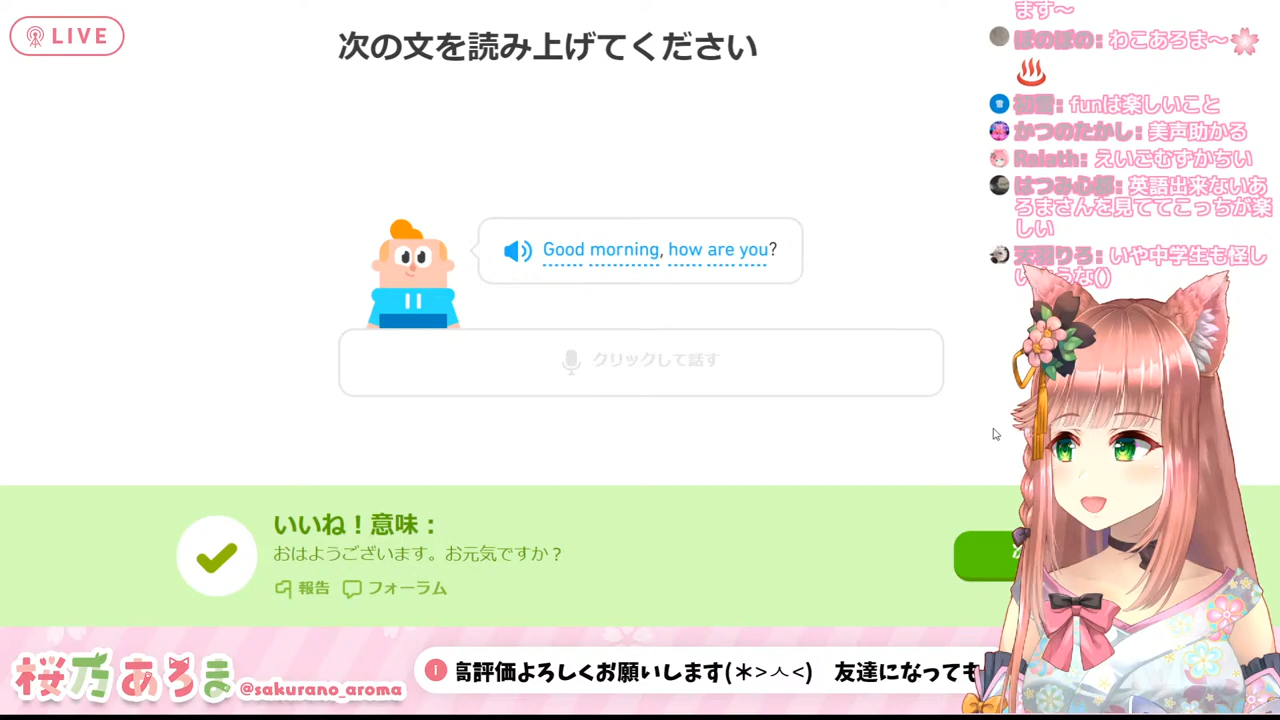 LIVE
次の文を読み上げてください
Good morning, how are you?
クリックして話す
いいね！意味：
おはようございます。お元気ですか？
報告 フォーラム
ます〜
ぽのぽの: わこあろま〜
初雪: funは楽しいこと
かつのたかし: 美声助かる
Ralath: えいごむずかちい
はつみ心郎: 英語出来ないあ
ろまさんを見ててこっちが楽
しい
天羽りろ: いや中学生も怪し
うな()
桜乃あろま @sakurano_aroma
高評価よろしくお願いします(＊>ㅅ<) 友達になっても